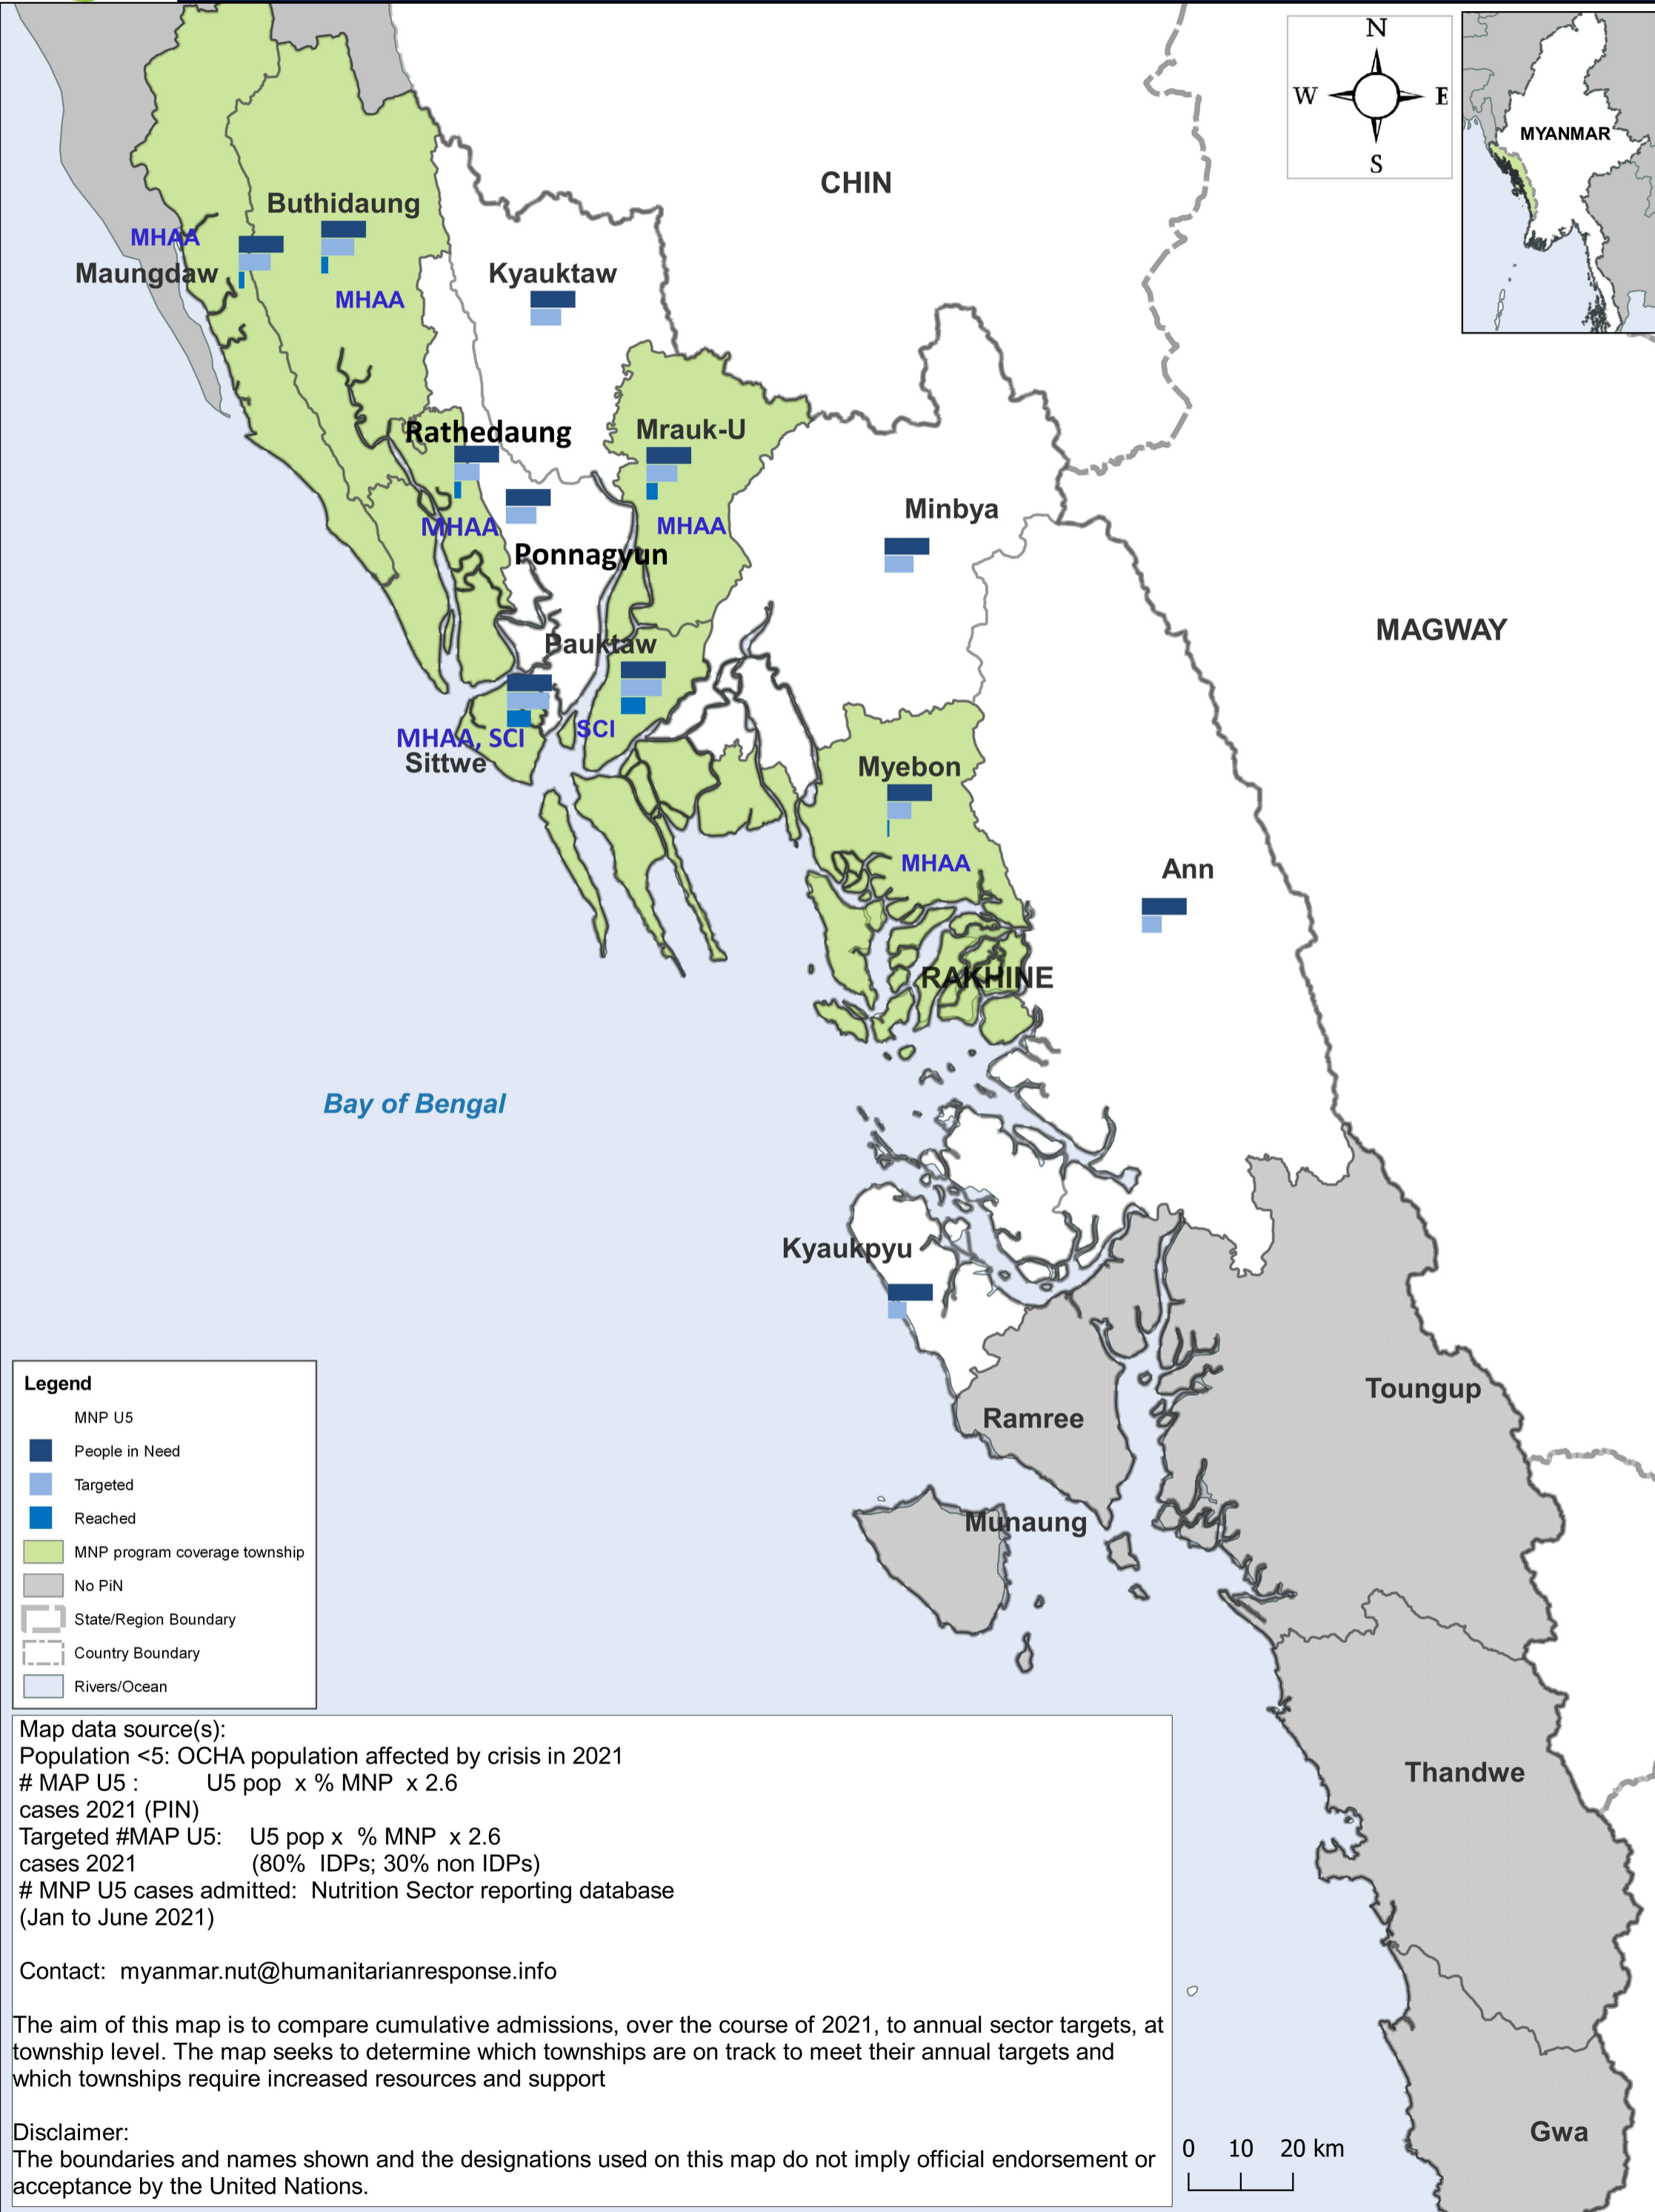 N
W
E
S
MYANMAR
CHIN
Buthidaung
MHAA
Maungdaw
MHAA
Kyauktaw
Rathedaung
Mrauk-U
MHAA
MHAA
Ponnagyun
Minbya
MAGWAY
Pauktaw
SCI
MHAA, SCI
Sittwe
Myebon
MHAA
Ann
RAKHINE
Bay of Bengal
Kyaukpyu
Ramree
Toungup
Munaung
Thandwe
Gwa
Legend
MNP U5
People in Need
Targeted
Reached
MNP program coverage township
No PiN
State/Region Boundary
Country Boundary
Rivers/Ocean
Map data source(s):
Population <5: OCHA population affected by crisis in 2021
# MAP U5 : U5 pop x % MNP x 2.6
cases 2021 (PIN)
Targeted #MAP U5: U5 pop x % MNP x 2.6
cases 2021 (80% IDPs; 30% non IDPs)
# MNP U5 cases admitted: Nutrition Sector reporting database
(Jan to June 2021)
Contact: myanmar.nut@humanitarianresponse.info
The aim of this map is to compare cumulative admissions, over the course of 2021, to annual sector targets, at
township level. The map seeks to determine which townships are on track to meet their annual targets and
which townships require increased resources and support
Disclaimer:
The boundaries and names shown and the designations used on this map do not imply official endorsement or
acceptance by the United Nations.
0 10 20 km